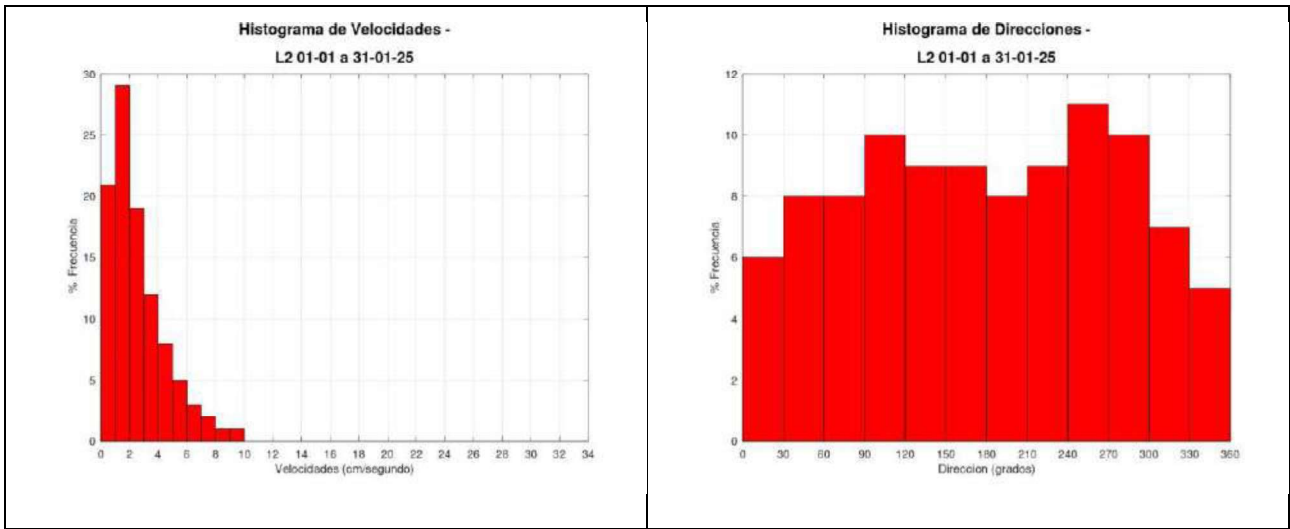 Histograma de Velocidades -
L2 01-01 a 31-01-25
30
25
20
15
10
5
0
% Frecuencia
0 2 4 6 8 10 12 14 16 18 20 22 24 26 28 30 32 34
Velocidades (cm/segundo)
Histograma de Direcciones -
L2 01-01 a 31-01-25
12
10
8
6
4
2
0
% Frecuencia
0 30 60 90 120 150 180 210 240 270 300 330 360
Direccion (grados)